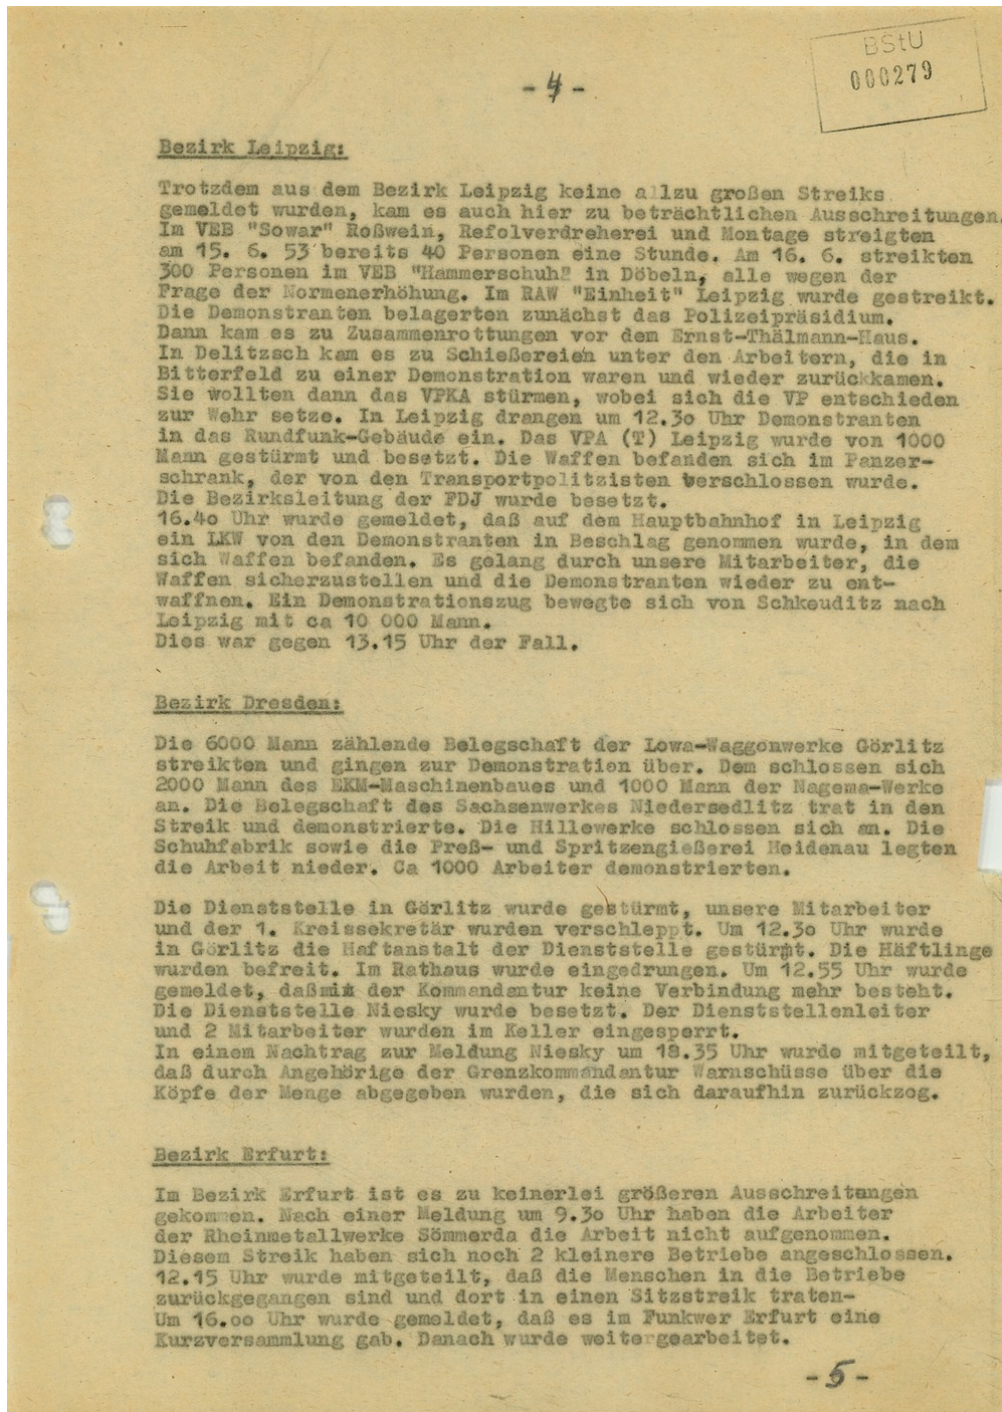 BStU
000279
- 4 -
Bezirk Leipzig:
Trotzdem aus dem Bezirk Leipzig keine allzu großen Streiks
gemeldet wurden, kam es auch hier zu beträchtlichen Ausschreitungen.
Im VEB "Sowar" Roßwein, Refolverdreherei und Montage streigten
am 15. 6. 53 bereits 40 Personen eine Stunde. Am 16. 6. streikten
300 Personen im VEB "Hammerschuh" in Döbeln, alle wegen der
Frage der Normenerhöhung. Im RAW "Einheit" Leipzig wurde gestreikt.
Die Demonstranten belagerten zunächst das Polizeipräsidium.
Dann kam es zu Zusammenrottungen vor dem Ernst-Thälmann-Haus.
In Delitzsch kam es zu Schießereien unter den Arbeitern, die in
Bitterfeld zu einer Demonstration waren und wieder zurückkamen.
Sie wollten dann das VPKA stürmen, wobei sich die VP entschieden
zur Wehr setze. In Leipzig drangen um 12.30 Uhr Demonstranten
in das Rundfunk-Gebäude ein. Das VPA (T) Leipzig wurde von 1000
Mann gestürmt und besetzt. Die Waffen befanden sich im Panzer-
schrank, der von den Transportpolitzisten verschlossen wurde.
Die Bezirksleitung der FDJ wurde besetzt.
16.40 Uhr wurde gemeldet, daß auf dem Hauptbahnhof in Leipzig
ein LKW von den Demonstranten in Beschlag genommen wurde, in dem
sich Waffen befanden. Es gelang durch unsere Mitarbeiter, die
Waffen sicherzustellen und die Demonstranten wieder zu ent-
waffnen. Ein Demonstrationszug bewegte sich von Schkeuditz nach
Leipzig mit ca 10 000 Mann.
Dies war gegen 13.15 Uhr der Fall.
Bezirk Dresden:
Die 6000 Mann zählende Belegschaft der Lowa-Waggonwerke Görlitz
streikten und gingen zur Demonstration über. Dem schlossen sich
2000 Mann des EKM-Maschinenbaues und 1000 Mann der Nagema-Werke
an. Die Belegschaft des Sachsenwerkes Niedersedlitz trat in den
Streik und demonstrierte. Die Hillewerke schlossen sich an. Die
Schuhfabrik sowie die Preß- und Spritzengießerei Heidenau legten
die Arbeit nieder. Ca 1000 Arbeiter demonstrierten.
Die Dienststelle in Görlitz wurde gestürmt, unsere Mitarbeiter
und der 1. Kreissekretär wurden verschleppt. Um 12.30 Uhr wurde
in Görlitz die Haftanstalt der Dienststelle gestürmt. Die Häftlinge
wurden befreit. Im Rathaus wurde eingedrungen. Um 12.55 Uhr wurde
gemeldet, daß mit der Kommandantur keine Verbindung mehr besteht.
Die Dienststelle Niesky wurde besetzt. Der Dienststellenleiter
und 2 Mitarbeiter wurden im Keller eingesperrt.
In einem Nachtrag zur Meldung Niesky um 18.35 Uhr wurde mitgeteilt,
daß durch Angehörige der Grenzkommandantur Warnschüsse über die
Köpfe der Menge abgegeben wurden, die sich daraufhin zurückzog.
Bezirk Erfurt:
Im Bezirk Erfurt ist es zu keinerlei größeren Ausschreitungen
gekommen. Nach einer Meldung um 9.30 Uhr haben die Arbeiter
der Rheinmetallwerke Sömmerda die Arbeit nicht aufgenommen.
Diesem Streik haben sich noch 2 kleinere Betriebe angeschlossen.
12.15 Uhr wurde mitgeteilt, daß die Menschen in die Betriebe
zurückgegangen sind und dort in einen Sitzstreik traten-
Um 16.00 Uhr wurde gemeldet, daß es im Funkwer Erfurt eine
Kurzversammlung gab. Danach wurde weitergearbeitet.
- 5 -